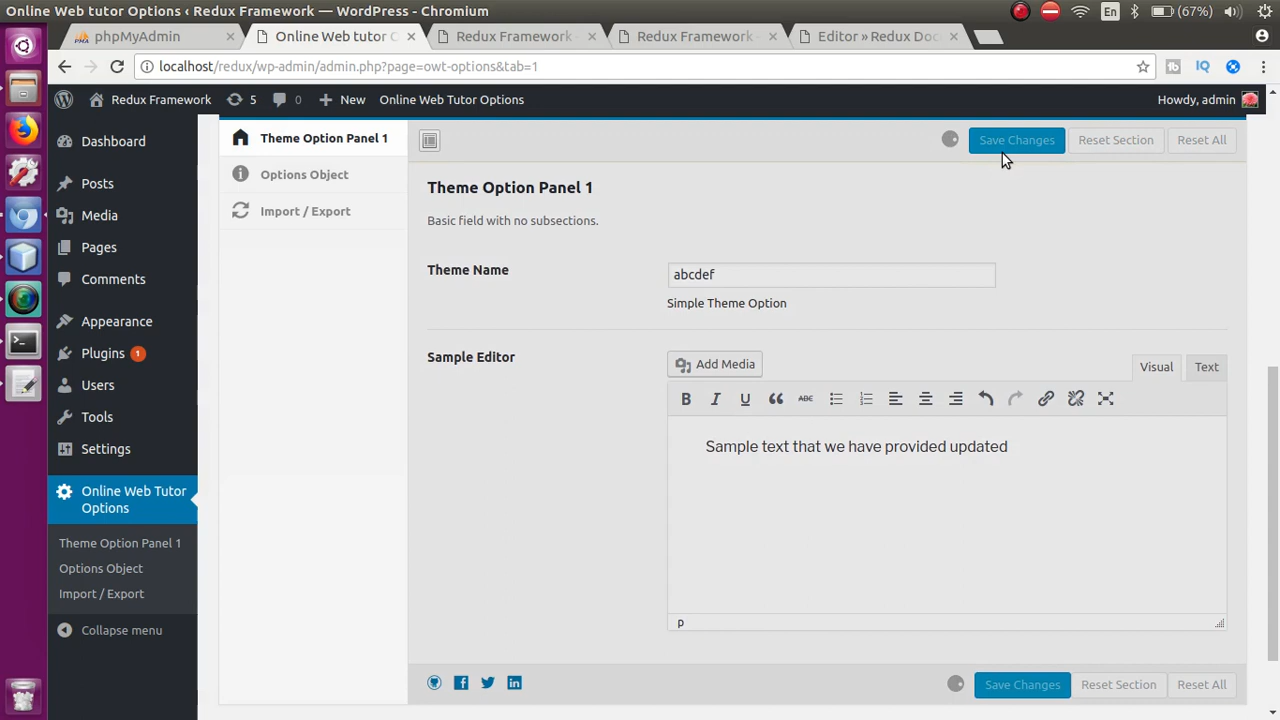 Online Web tutor Options ‹ Redux Framework — WordPress - Chromium
En
(67%)
phpMyAdmin
Online Web tutor O
Redux Framework -
Redux Framework -
Editor » Redux Doc
localhost/redux/wp-admin/admin.php?page=owt-options&tab=1
IQ
Redux Framework
5
0
New
Online Web Tutor Options
Howdy, admin
Dashboard
Posts
Media
Pages
Comments
Appearance
Plugins 1
Users
Tools
Settings
Online Web Tutor
Options
Theme Option Panel 1
Options Object
Import / Export
Collapse menu
Theme Option Panel 1
Options Object
Import / Export
Save Changes
Reset Section
Reset All
Theme Option Panel 1
Basic field with no subsections.
Theme Name
abcdef
Simple Theme Option
Sample Editor
Add Media
Visual
Text
B I U ABC
Sample text that we have provided updated
p
Save Changes
Reset Section
Reset All